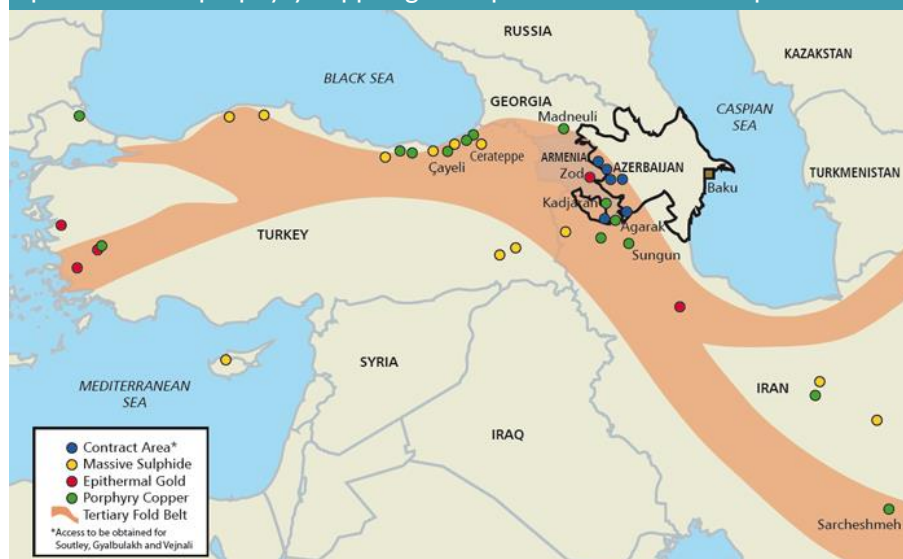 RUSSIA
KAZAKSTAN
BLACK SEA
GEORGIA
Madneuli
CASPIAN
SEA
ARMENIA
AZERBAIJAN
Çayeli
Cerateppe
Zod
Baku
TURKMENISTAN
Kadjaran
Agarak
TURKEY
Sungun
SYRIA
MEDITERRANEAN
SEA
IRAN
IRAQ
Contract Area*
Massive Sulphide
Epithermal Gold
Porphyry Copper
Tertiary Fold Belt
*Access to be obtained for
Soutley, Gyalbulakh and Vejnali
Sarcheshmeh